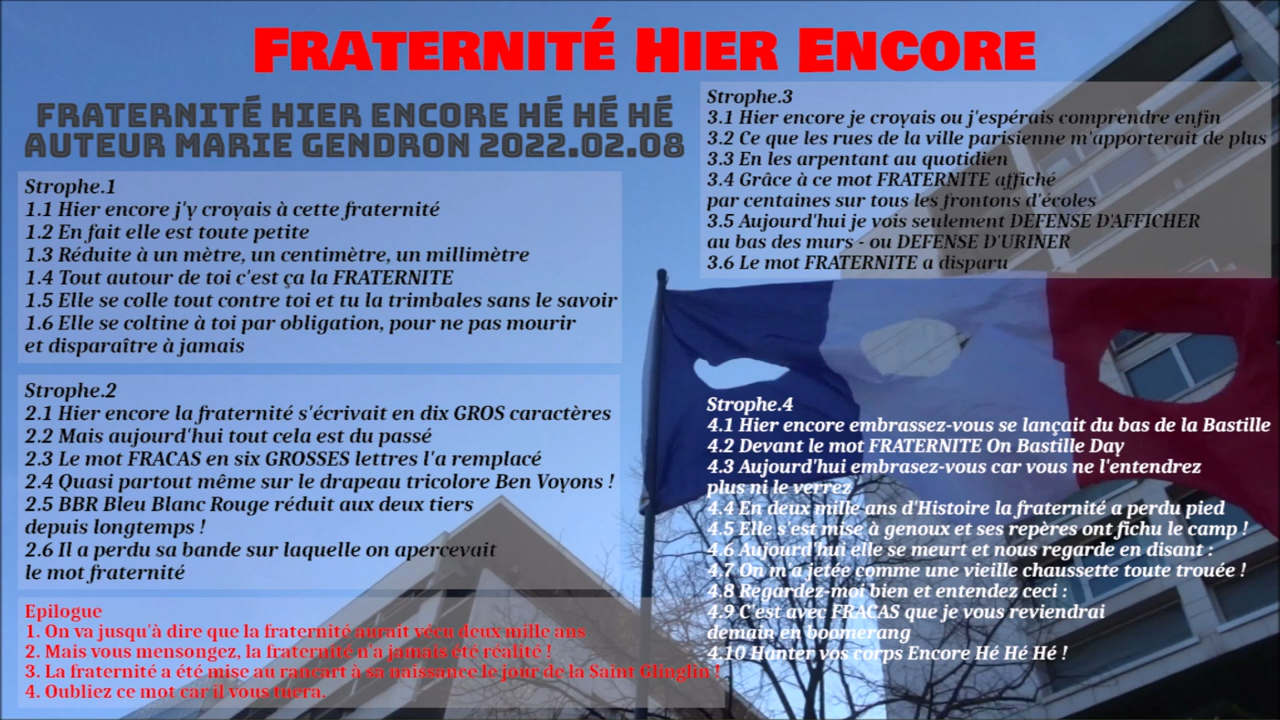 FRATERNITÉ HIER ENCORE
FRATERNITÉ HIER ENCORE HÉ HÉ HÉ
AUTEUR MARIE GENDRON 2022.02.08
Strophe.1
1.1 Hier encore j'y croyais à cette fraternité
1.2 En fait elle est toute petite
1.3 Réduite à un mètre, un centimètre, un millimètre
1.4 Tout autour de toi c'est ça la FRATERNITE
1.5 Elle se colle tout contre toi et tu la trimbales sans le savoir
1.6 Elle se coltine à toi par obligation, pour ne pas mourir
et disparaître à jamais
Strophe.2
2.1 Hier encore la fraternité s'écrivait en dix GROS caractères
2.2 Mais aujourd'hui tout cela est du passé
2.3 Le mot FRACAS en six GROSSES lettres l'a remplacé
2.4 Quasi partout même sur le drapeau tricolore Ben Voyons !
2.5 BBR Bleu Blanc Rouge réduit aux deux tiers
depuis longtemps !
2.6 Il a perdu sa bande sur laquelle on apercevait
le mot fraternité
Epilogue
1. On va jusqu'à dire que la fraternité aurait vécu deux mille ans
2. Mais vous mensongez, la fraternité n'a jamais été réalité !
3. La fraternité a été mise au rancart à sa naissance le jour de la Saint Glinglin !
4. Oubliez ce mot car il vous tuera.
Strophe.3
3.1 Hier encore je croyais ou j'espérais comprendre enfin
3.2 Ce que les rues de la ville parisienne m'apporterait de plus
3.3 En les arpentant au quotidien
3.4 Grâce à ce mot FRATERNITE affiché
par centaines sur tous les frontons d'écoles
3.5 Aujourd'hui je vois seulement DEFENSE D'AFFICHER
au bas des murs - ou DEFENSE D'URINER
3.6 Le mot FRATERNITE a disparu
Strophe.4
4.1 Hier encore embrassez-vous se lançait du bas de la Bastille
4.2 Devant le mot FRATERNITE On Bastille Day
4.3 Aujourd'hui embrasez-vous car vous ne l'entendrez
plus ni le verrez
4.4 En deux mille ans d'Histoire la fraternité a perdu pied
4.5 Elle s'est mise à genoux et ses repères ont fichu le camp !
4.6 Aujourd'hui elle se meurt et nous regarde en disant :
4.7 On m'a jetée comme une vieille chaussette toute trouée !
4.8 Regardez-moi bien et entendez ceci :
4.9 C'est avec FRACAS que je vous reviendrai
demain en boomerang
4.10 Hanter vos corps Encore Hé Hé Hé !